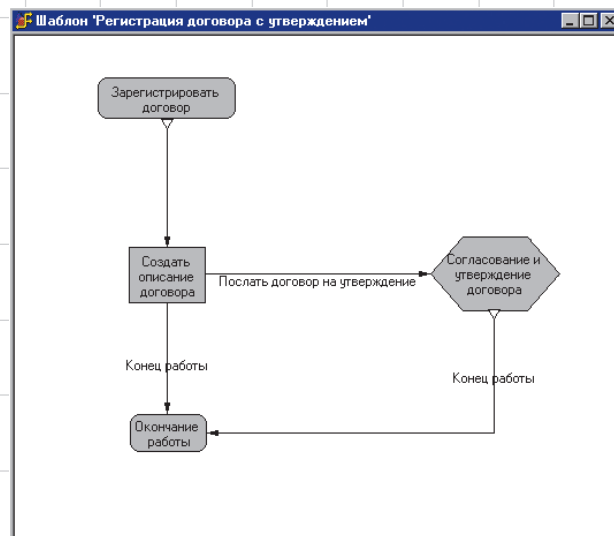 Шаблон 'Регистрация договора с утверждением'
Зарегистрировать
договор
Создать
описание
договора
Послать договор на утверждение
Согласование и
утверждение
договора
Конец работы
Конец работы
Окончание
работы